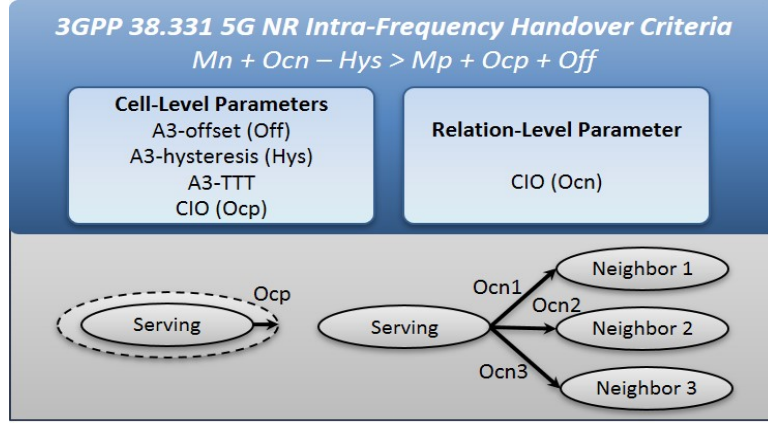 3GPP 38.331 5G NR Intra-Frequency Handover Criteria
Mn + Ocn – Hys > Mp + Ocp + Off
Cell-Level Parameters
A3-offset (Off)
A3-hysteresis (Hys)
A3-TTT
CIO (Ocp)
Relation-Level Parameter
CIO (Ocn)
Ocp
Serving
Serving
Ocn1
Ocn2
Ocn3
Neighbor 1
Neighbor 2
Neighbor 3